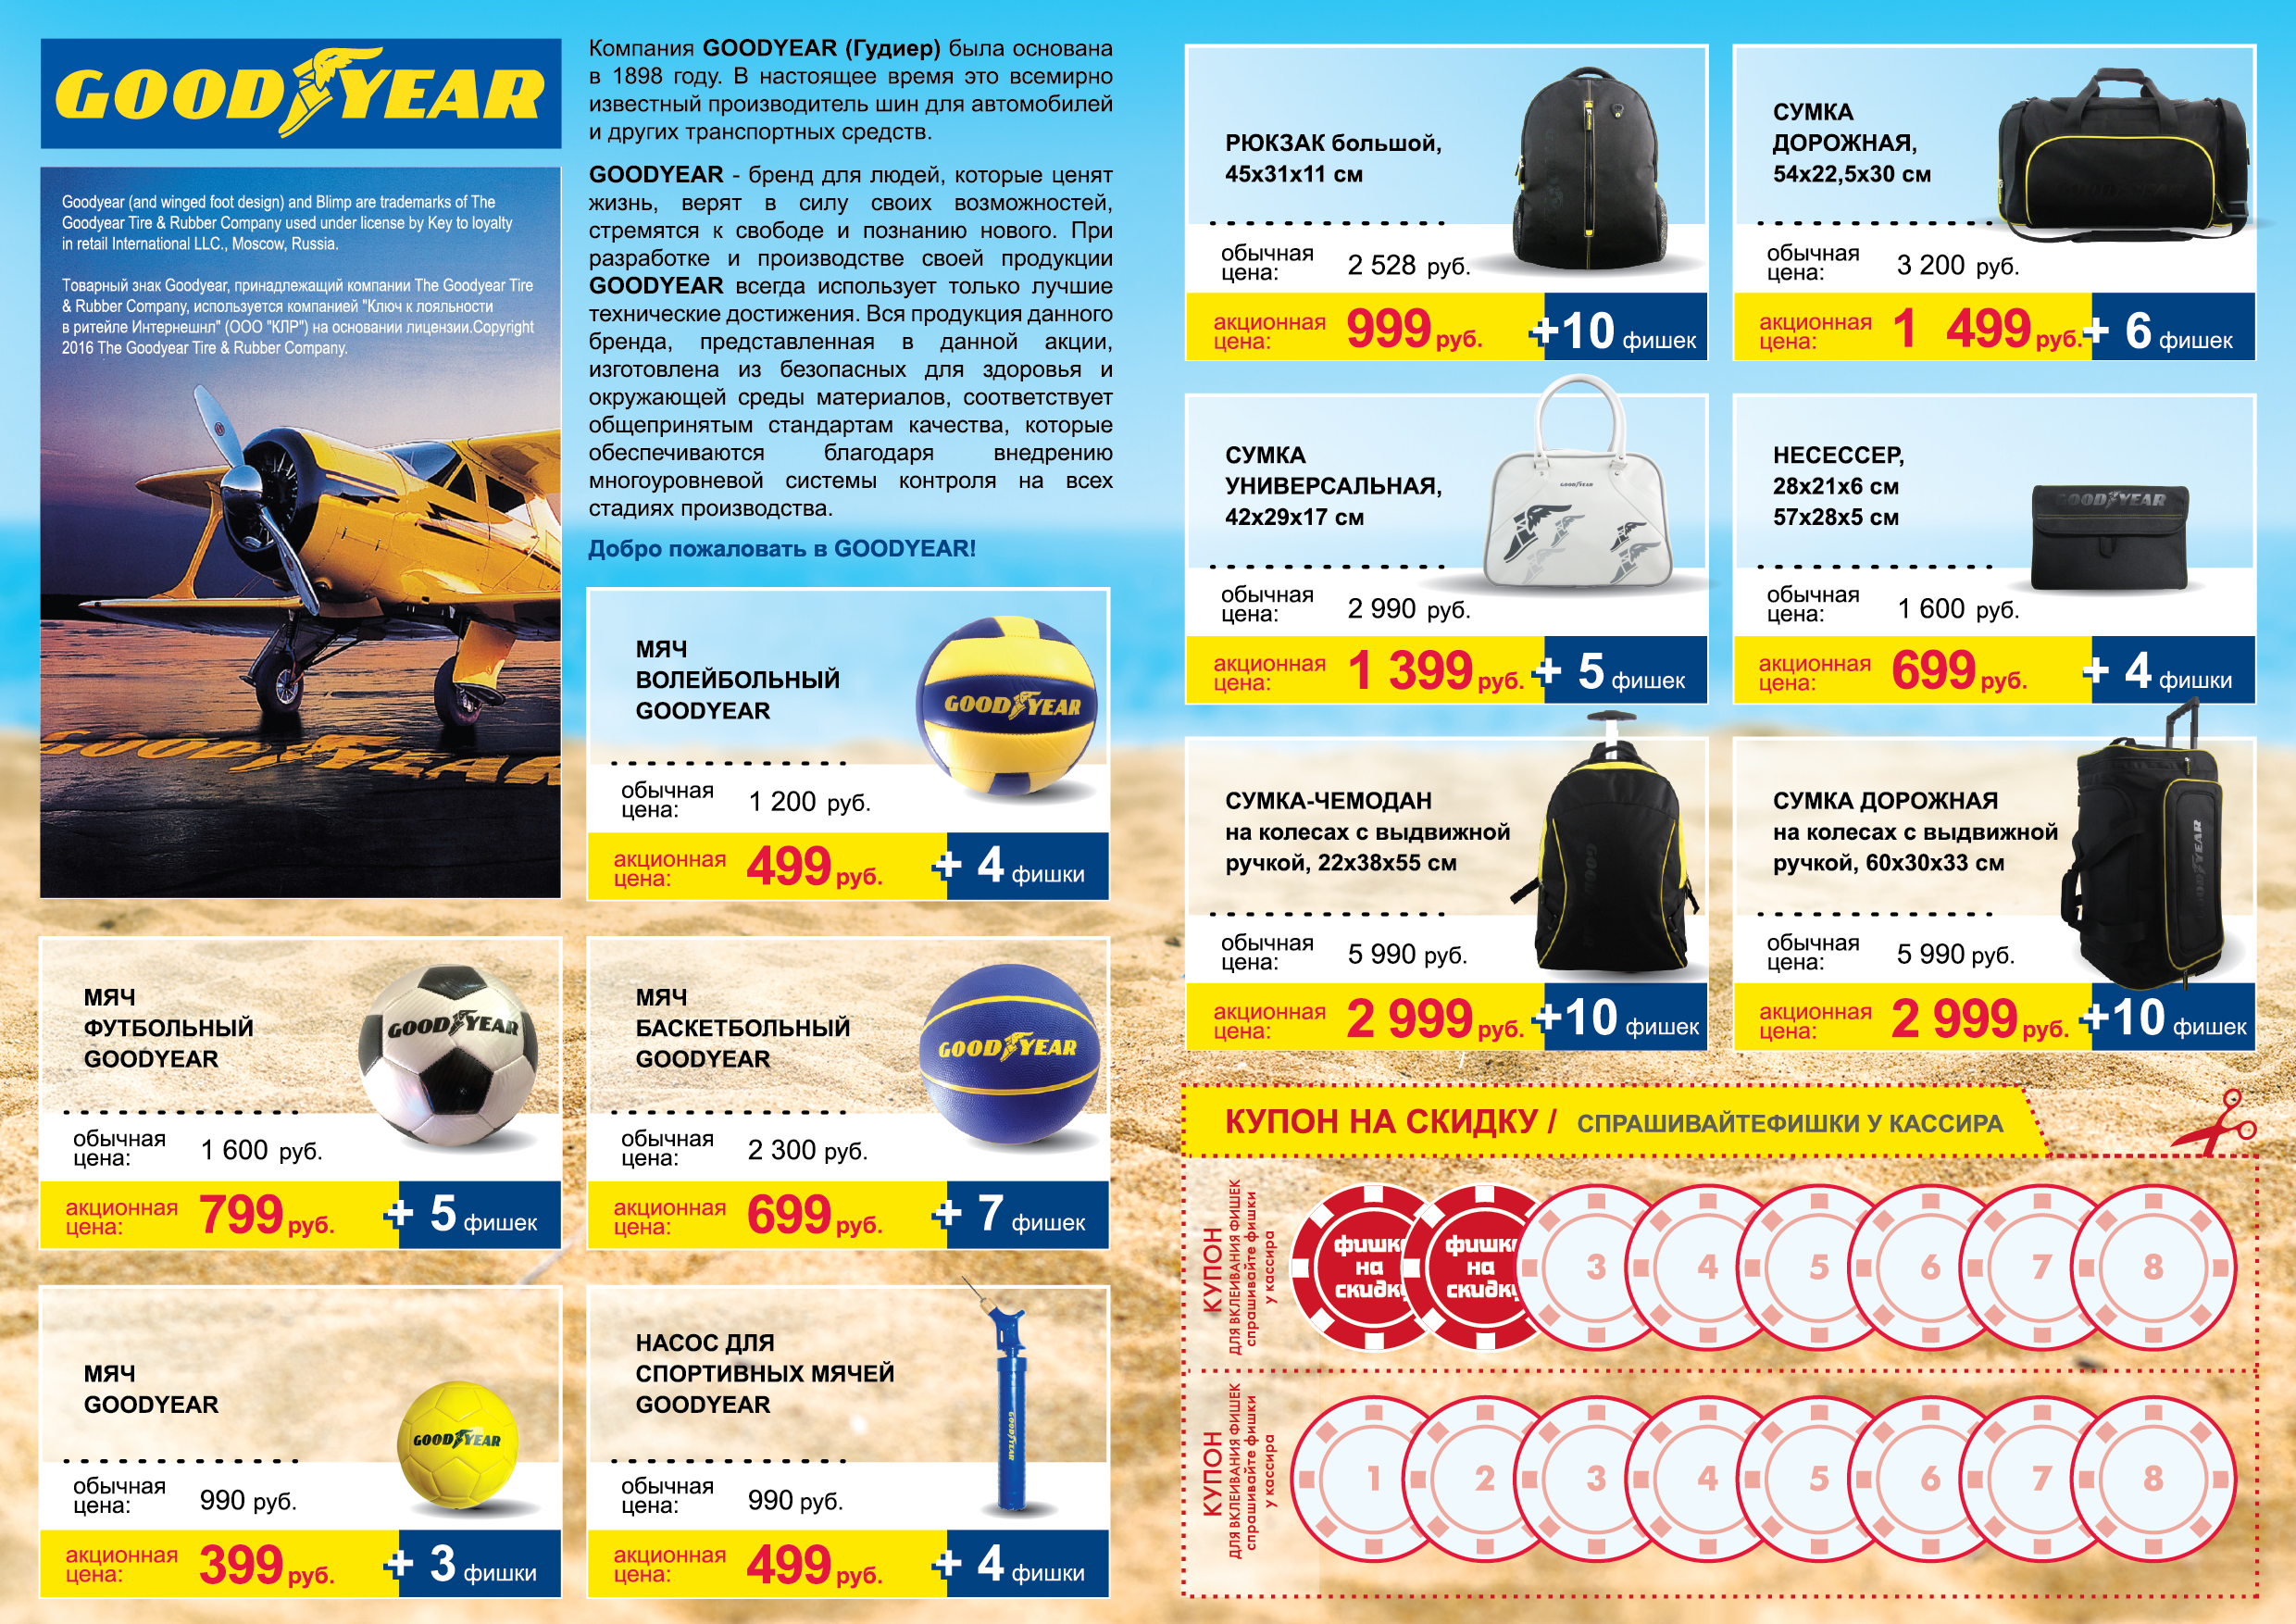 GOODYEAR
Goodyear (and winged foot design) and Blimp are trademarks of The
Goodyear Tire & Rubber Company used under license by Key to loyalty
in retail International LLC., Moscow, Russia.
Товарный знак Goodyear, принадлежащий компании The Goodyear Tire
& Rubber Company, используется компанией "Ключ к лояльности
в ритейле Интернешнл" (ООО "КЛР") на основании лицензии.Copyright
2016 The Goodyear Tire & Rubber Company.
GOODYEAR
Компания GOODYEAR (Гудиер) была основана
в 1898 году. В настоящее время это всемирно
известный производитель шин для автомобилей
и других транспортных средств.
GOODYEAR - бренд для людей, которые ценят
жизнь, верят в силу своих возможностей,
стремятся к свободе и познанию нового. При
разработке и производстве своей продукции
GOODYEAR всегда использует только лучшие
технические достижения. Вся продукция данного
бренда, представленная в данной акции,
изготовлена из безопасных для здоровья и
окружающей среды материалов, соответствует
общепринятым стандартам качества, которые
обеспечиваются благодаря внедрению
многоуровневой системы контроля на всех
стадиях производства.
Добро пожаловать в GOODYEAR!
МЯЧ
ВОЛЕЙБОЛЬНЫЙ
GOODYEAR
GOODYEAR
обычная
цена: 1 200 руб.
акционная
цена: 499 руб. + 4 фишки
МЯЧ
ФУТБОЛЬНЫЙ
GOODYEAR
GOODYEAR
обычная
цена: 1 600 руб.
акционная
цена: 799 руб. + 5 фишек
МЯЧ
БАСКЕТБОЛЬНЫЙ
GOODYEAR
GOODYEAR
обычная
цена: 2 300 руб.
акционная
цена: 699 руб. + 7 фишек
МЯЧ
GOODYEAR
GOODYEAR
обычная
цена: 990 руб.
акционная
цена: 399 руб. + 3 фишки
НАСОС ДЛЯ
СПОРТИВНЫХ МЯЧЕЙ
GOODYEAR
GOODYEAR
обычная
цена: 990 руб.
акционная
цена: 499 руб. + 4 фишки
РЮКЗАК большой,
45x31x11 см
обычная
цена: 2 528 руб.
акционная
цена: 999 руб. +10 фишек
СУМКА
ДОРОЖНАЯ,
54x22,5x30 см
обычная
цена: 3 200 руб.
акционная
цена: 1 499 руб. + 6 фишек
СУМКА
УНИВЕРСАЛЬНАЯ,
42x29x17 см
GOODYEAR
обычная
цена: 2 990 руб.
акционная
цена: 1 399 руб. + 5 фишек
НЕСЕССЕР,
28x21x6 см
57x28x5 см
GOODYEAR
обычная
цена: 1 600 руб.
акционная
цена: 699 руб. + 4 фишки
СУМКА-ЧЕМОДАН
на колесах с выдвижной
ручкой, 22x38x55 см
обычная
цена: 5 990 руб.
акционная
цена: 2 999 руб. +10 фишек
СУМКА ДОРОЖНАЯ
на колесах с выдвижной
ручкой, 60x30x33 см
GOODYEAR
обычная
цена: 5 990 руб.
акционная
цена: 2 999 руб. +10 фишек
КУПОН НА СКИДКУ / СПРАШИВАЙТЕФИШКИ У КАССИРА
КУПОН
ДЛЯ ВКЛЕИВАНИЯ ФИШЕК
спрашивайте фишки
у кассира
фишк
на
скидк
фишк
на
скидк
3 4 5 6 7 8
КУПОН
ДЛЯ ВКЛЕИВАНИЯ ФИШЕК
спрашивайте фишки
у кассира
1 2 3 4 5 6 7 8